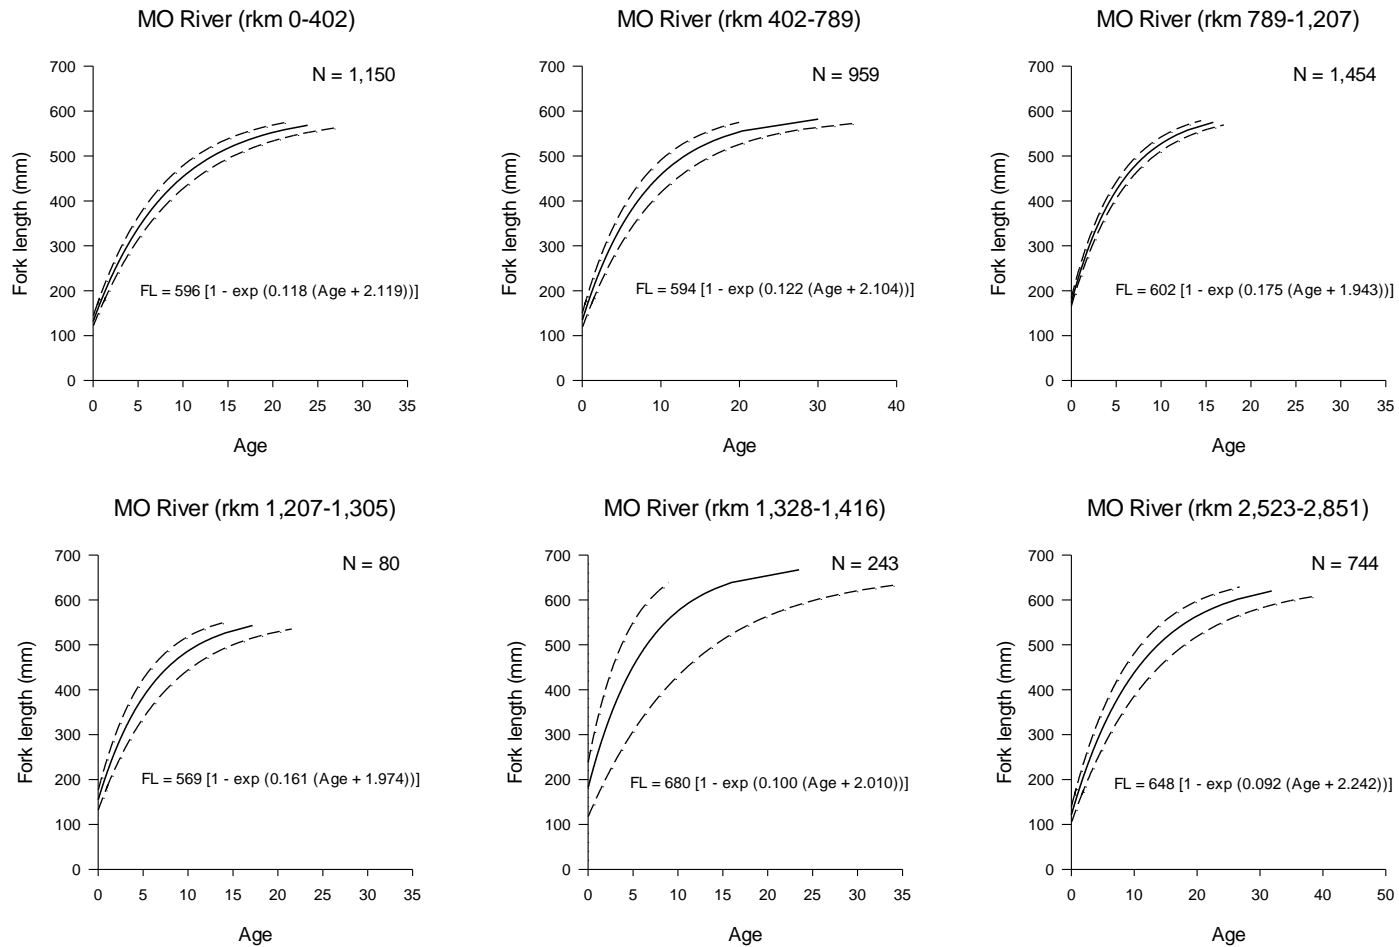 MO River (rkm 0-402)
N = 1,150
Fork length (mm)
700
600
500
400
300
200
100
0
FL = 596 [1 - exp (0.118 (Age + 2.119))]
0 5 10 15 20 25 30 35
Age
MO River (rkm 402-789)
N = 959
Fork length (mm)
700
600
500
400
300
200
100
0
FL = 594 [1 - exp (0.122 (Age + 2.104))]
0 10 20 30 40
Age
MO River (rkm 789-1,207)
N = 1,454
Fork length (mm)
700
600
500
400
300
200
100
0
FL = 602 [1 - exp (0.175 (Age + 1.943))]
0 5 10 15 20 25 30 35
Age
MO River (rkm 1,207-1,305)
N = 80
Fork length (mm)
700
600
500
400
300
200
100
0
FL = 569 [1 - exp (0.161 (Age + 1.974))]
0 5 10 15 20 25 30 35
Age
MO River (rkm 1,328-1,416)
N = 243
Fork length (mm)
700
600
500
400
300
200
100
0
FL = 680 [1 - exp (0.100 (Age + 2.010))]
0 5 10 15 20 25 30 35
Age
MO River (rkm 2,523-2,851)
N = 744
Fork length (mm)
700
600
500
400
300
200
100
0
FL = 648 [1 - exp (0.092 (Age + 2.242))]
0 10 20 30 40 50
Age